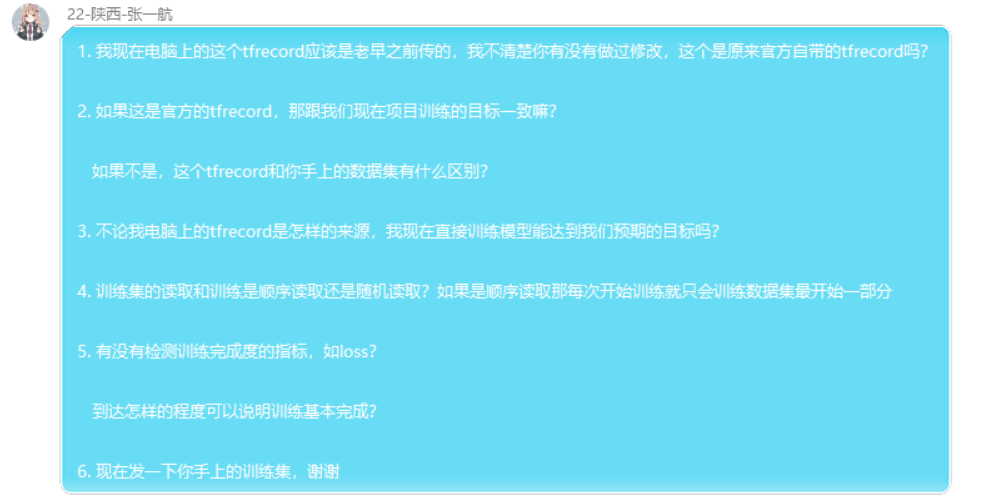 22-陕西-张一航
1. 我现在电脑上的这个tfrecord应该是老早之前传的，我不清楚你有没有做过修改，这个是原来官方自带的tfrecord吗？
2. 如果这是官方的tfrecord，那跟我们现在项目训练的目标一致嘛？
如果不是，这个tfrecord和你手上的数据集有什么区别？
3. 不论我电脑上的tfrecord是怎样的来源，我现在直接训练模型能达到我们预期的目标吗？
4. 训练集的读取和训练是顺序读取还是随机读取？如果是顺序读取那每次开始训练就只会训练数据集最开始一部分
5. 有没有检测训练完成度的指标，如loss？
到达怎样的程度可以说明训练基本完成？
6. 现在发一下你手上的训练集，谢谢